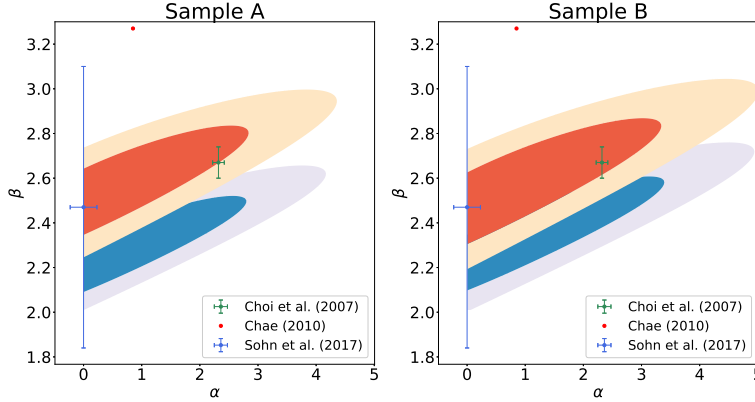 Sample A
3.2
3.0
2.8
2.6
2.4
2.2
2.0
1.8
β
0 1 2 3 4 5
α
Choi et al. (2007)
Chae (2010)
Sohn et al. (2017)
Sample B
3.2
3.0
2.8
2.6
2.4
2.2
2.0
1.8
β
0 1 2 3 4 5
α
Choi et al. (2007)
Chae (2010)
Sohn et al. (2017)